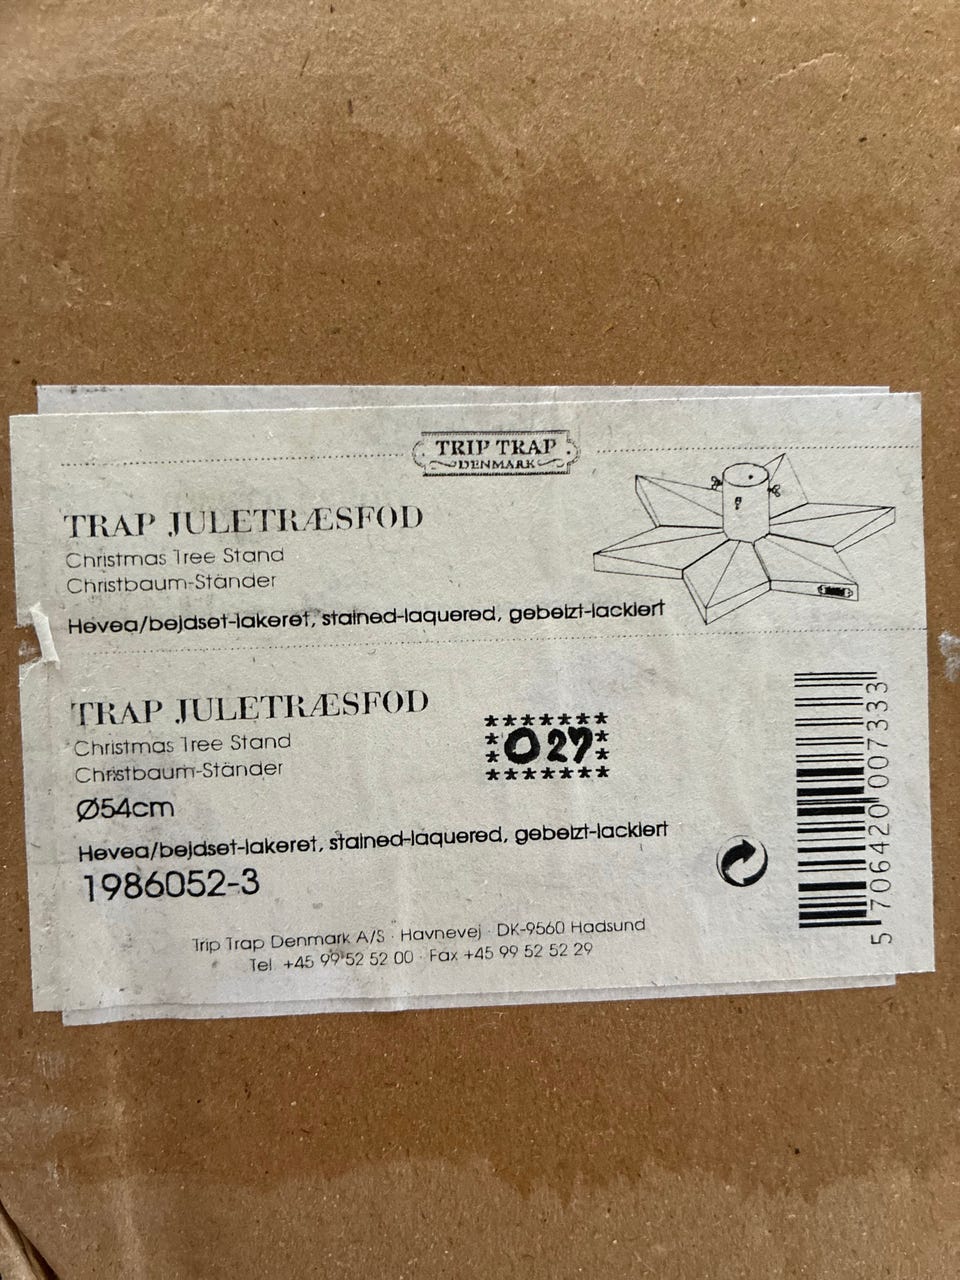 TRIP TRAP
DENMARK
TRAP JULETRÆSFOD
Christmas Tree Stand
Christbaum-Ständer
Hevea/bejdset-lakeret, stained-laquered, gebeizt-lackiert
TRAP JULETRÆSFOD
Christmas Tree Stand
Christbaum-Ständer
Ø54cm
Hevea/bejdset-lakeret, stained-laquered, gebeizt-lackiert
1986052-3
*******
*027*
*******
5 706420 007333
Trip Trap Denmark A/S · Havnevej · DK-9560 Hadsund
Tel. +45 99 52 52 00 · Fax +45 99 52 52 29